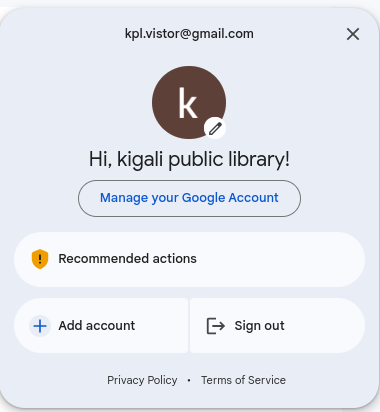 kpl.vistor@gmail.com
k
Hi, kigali public library!
Manage your Google Account
Recommended actions
Add account
Sign out
Privacy Policy • Terms of Service